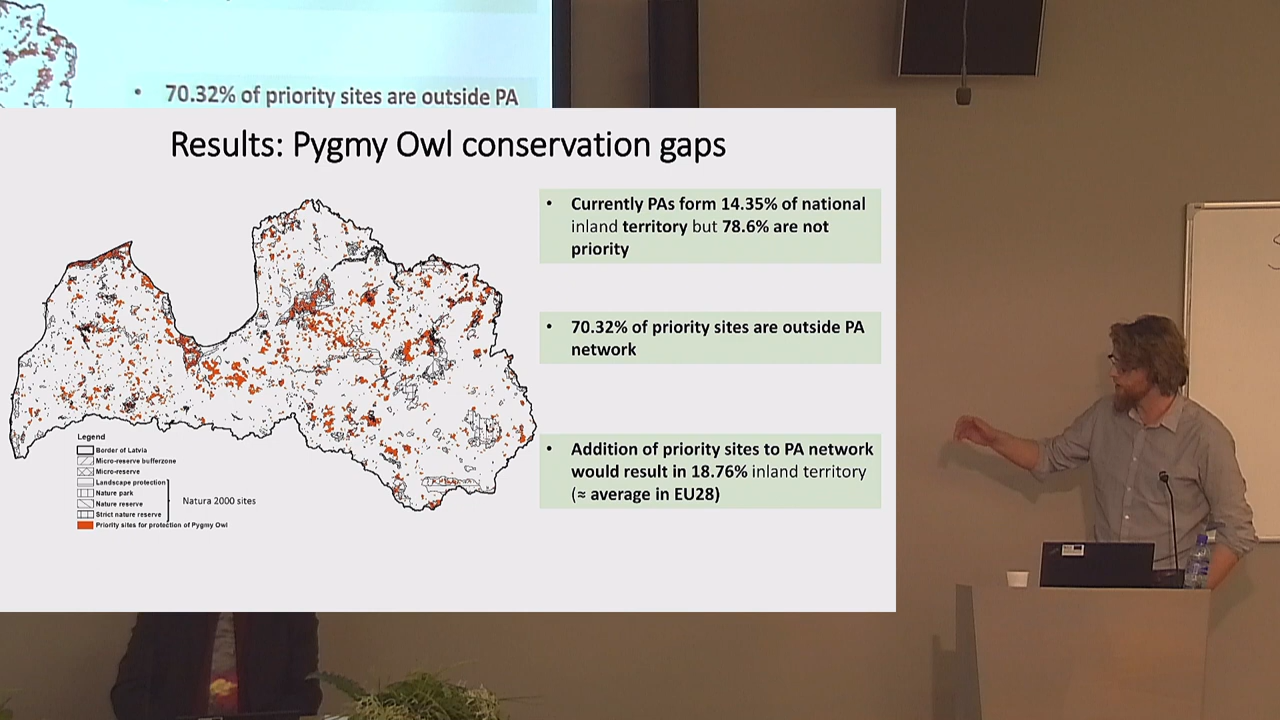 • 70.32% of priority sites are outside PA
Results: Pygmy Owl conservation gaps
• Currently PAs form 14.35% of national
inland territory but 78.6% are not
priority
• 70.32% of priority sites are outside PA
network
• Addition of priority sites to PA network
would result in 18.76% inland territory
(≈ average in EU28)
Legend
Border of Latvia
Micro-reserve bufferzone
Micro-reserve
Landscape protection
Nature park
Nature reserve
Strict nature reserve
Natura 2000 sites
Priority sites for protection of Pygmy Owl